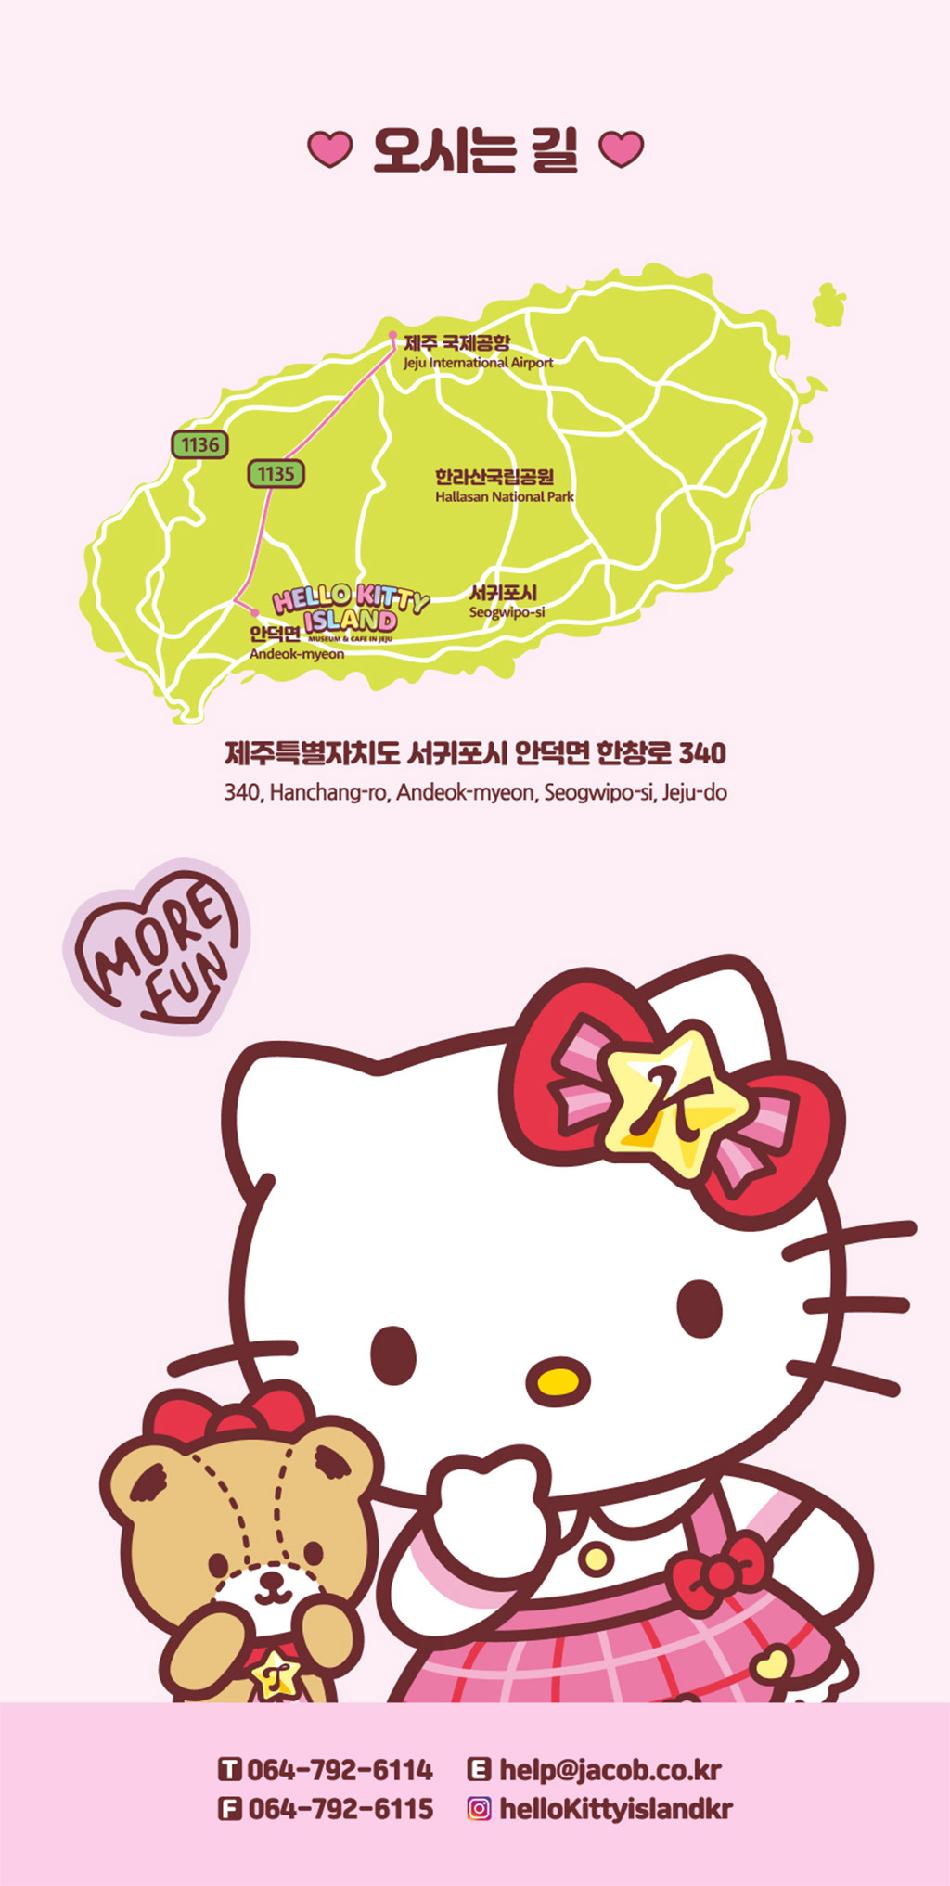 오시는 길
제주 국제공항
Jeju International Airport
1136
1135
한라산국립공원
Hallasan National Park
HELLO KITTY
ISLAND
MUSEUM & CAFE IN JEJU
서귀포시
Seogwipo-si
안덕면
Andeok-myeon
제주특별자치도 서귀포시 안덕면 한창로 340
340, Hanchang-ro, Andeok-myeon, Seogwipo-si, Jeju-do
MORE
FUN
K
T
T 064-792-6114
E help@jacob.co.kr
F 064-792-6115
helloKittyislandkr